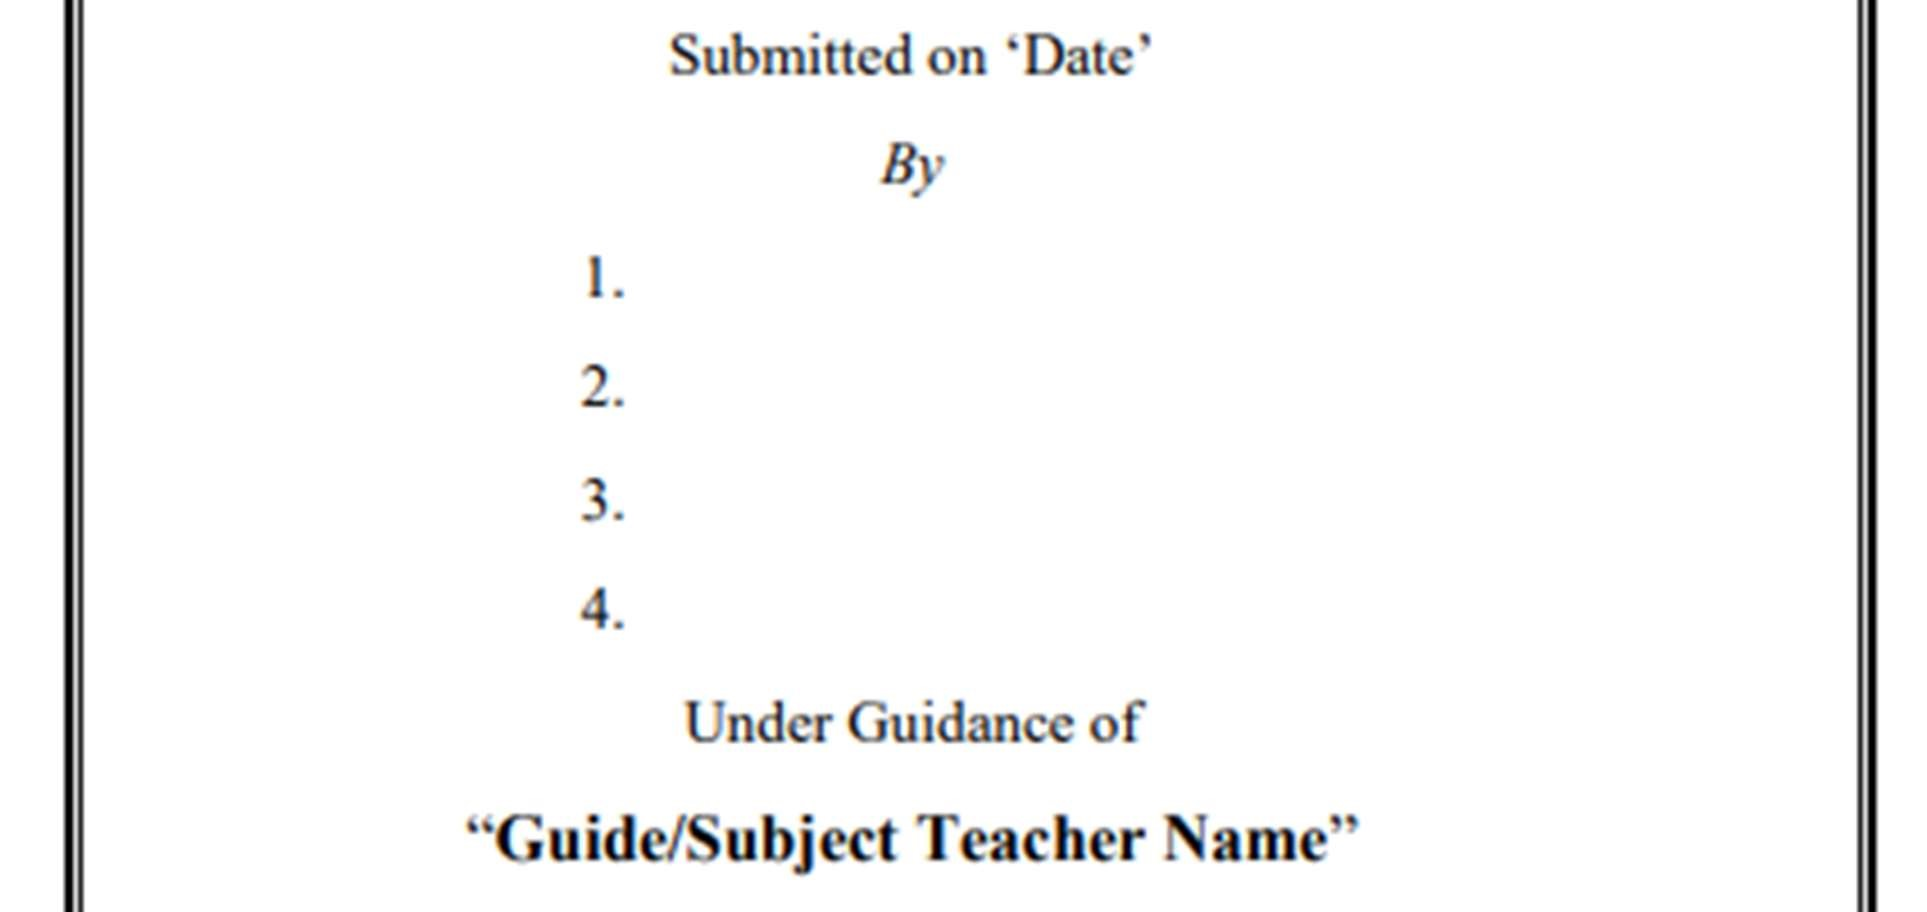 Submitted on ‘Date’
By
1.
2.
3.
4.
Under Guidance of
“Guide/Subject Teacher Name”